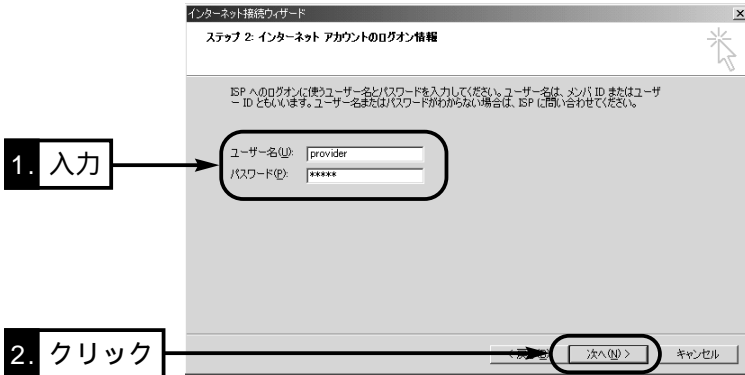 インターネット接続ウィザード
ステップ 2: インターネット アカウントのログオン情報
ISP へのログオンに使うユーザー名とパスワードを入力してください。ユーザー名は、メンバ ID またはユーザ
ー ID ともいいます。ユーザー名またはパスワードがわからない場合は、ISP に問い合わせてください。
1. 入力
ユーザー名(U): provider
パスワード(P): *****
2. クリック
次へ(N) > キャンセル